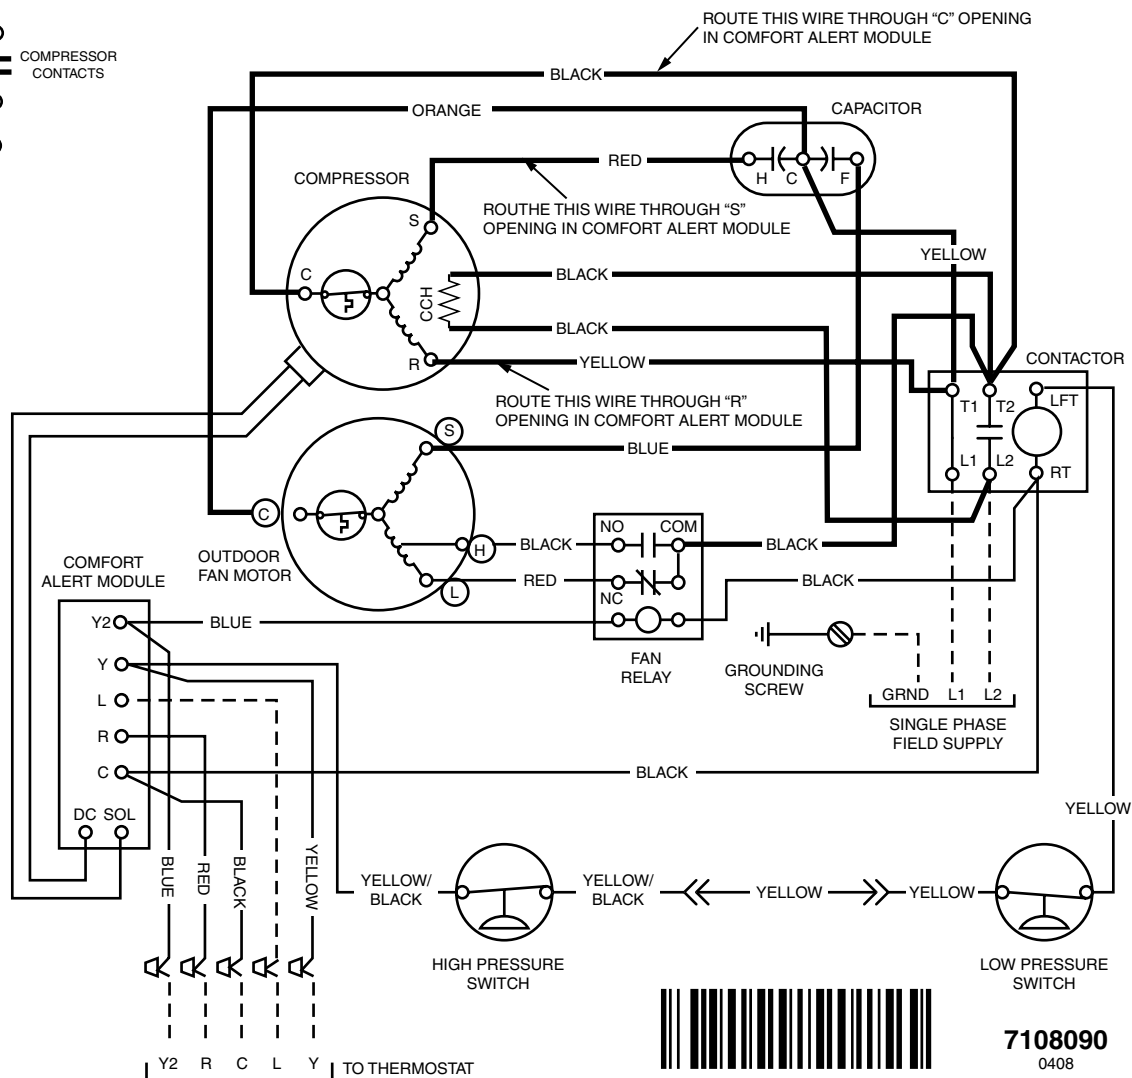 ROUTE THIS WIRE THROUGH “C” OPENING
IN COMFORT ALERT MODULE
COMPRESSOR
CONTACTS
BLACK
ORANGE
CAPACITOR
RED
H C F
COMPRESSOR
S
ROUTHE THIS WIRE THROUGH “S”
OPENING IN COMFORT ALERT MODULE
YELLOW
C
BLACK
CCH
BLACK
R
YELLOW
CONTACTOR
ROUTE THIS WIRE THROUGH “R”
OPENING IN COMFORT ALERT MODULE
T1 T2 LFT
S
BLUE
L1 L2 RT
C
OUTDOOR
FAN MOTOR
H
BLACK
NO COM
BLACK
L
RED
NC
BLACK
COMFORT
ALERT MODULE
Y2
BLUE
FAN
RELAY
GROUNDING
SCREW
Y
L
GRND L1 L2
SINGLE PHASE
FIELD SUPPLY
R
C
BLACK
DC SOL
YELLOW
BLUE
RED
BLACK
YELLOW
YELLOW/
BLACK
YELLOW/
BLACK
YELLOW
YELLOW
HIGH PRESSURE
SWITCH
LOW PRESSURE
SWITCH
7108090
0408
Y2 R C L Y
TO THERMOSTAT